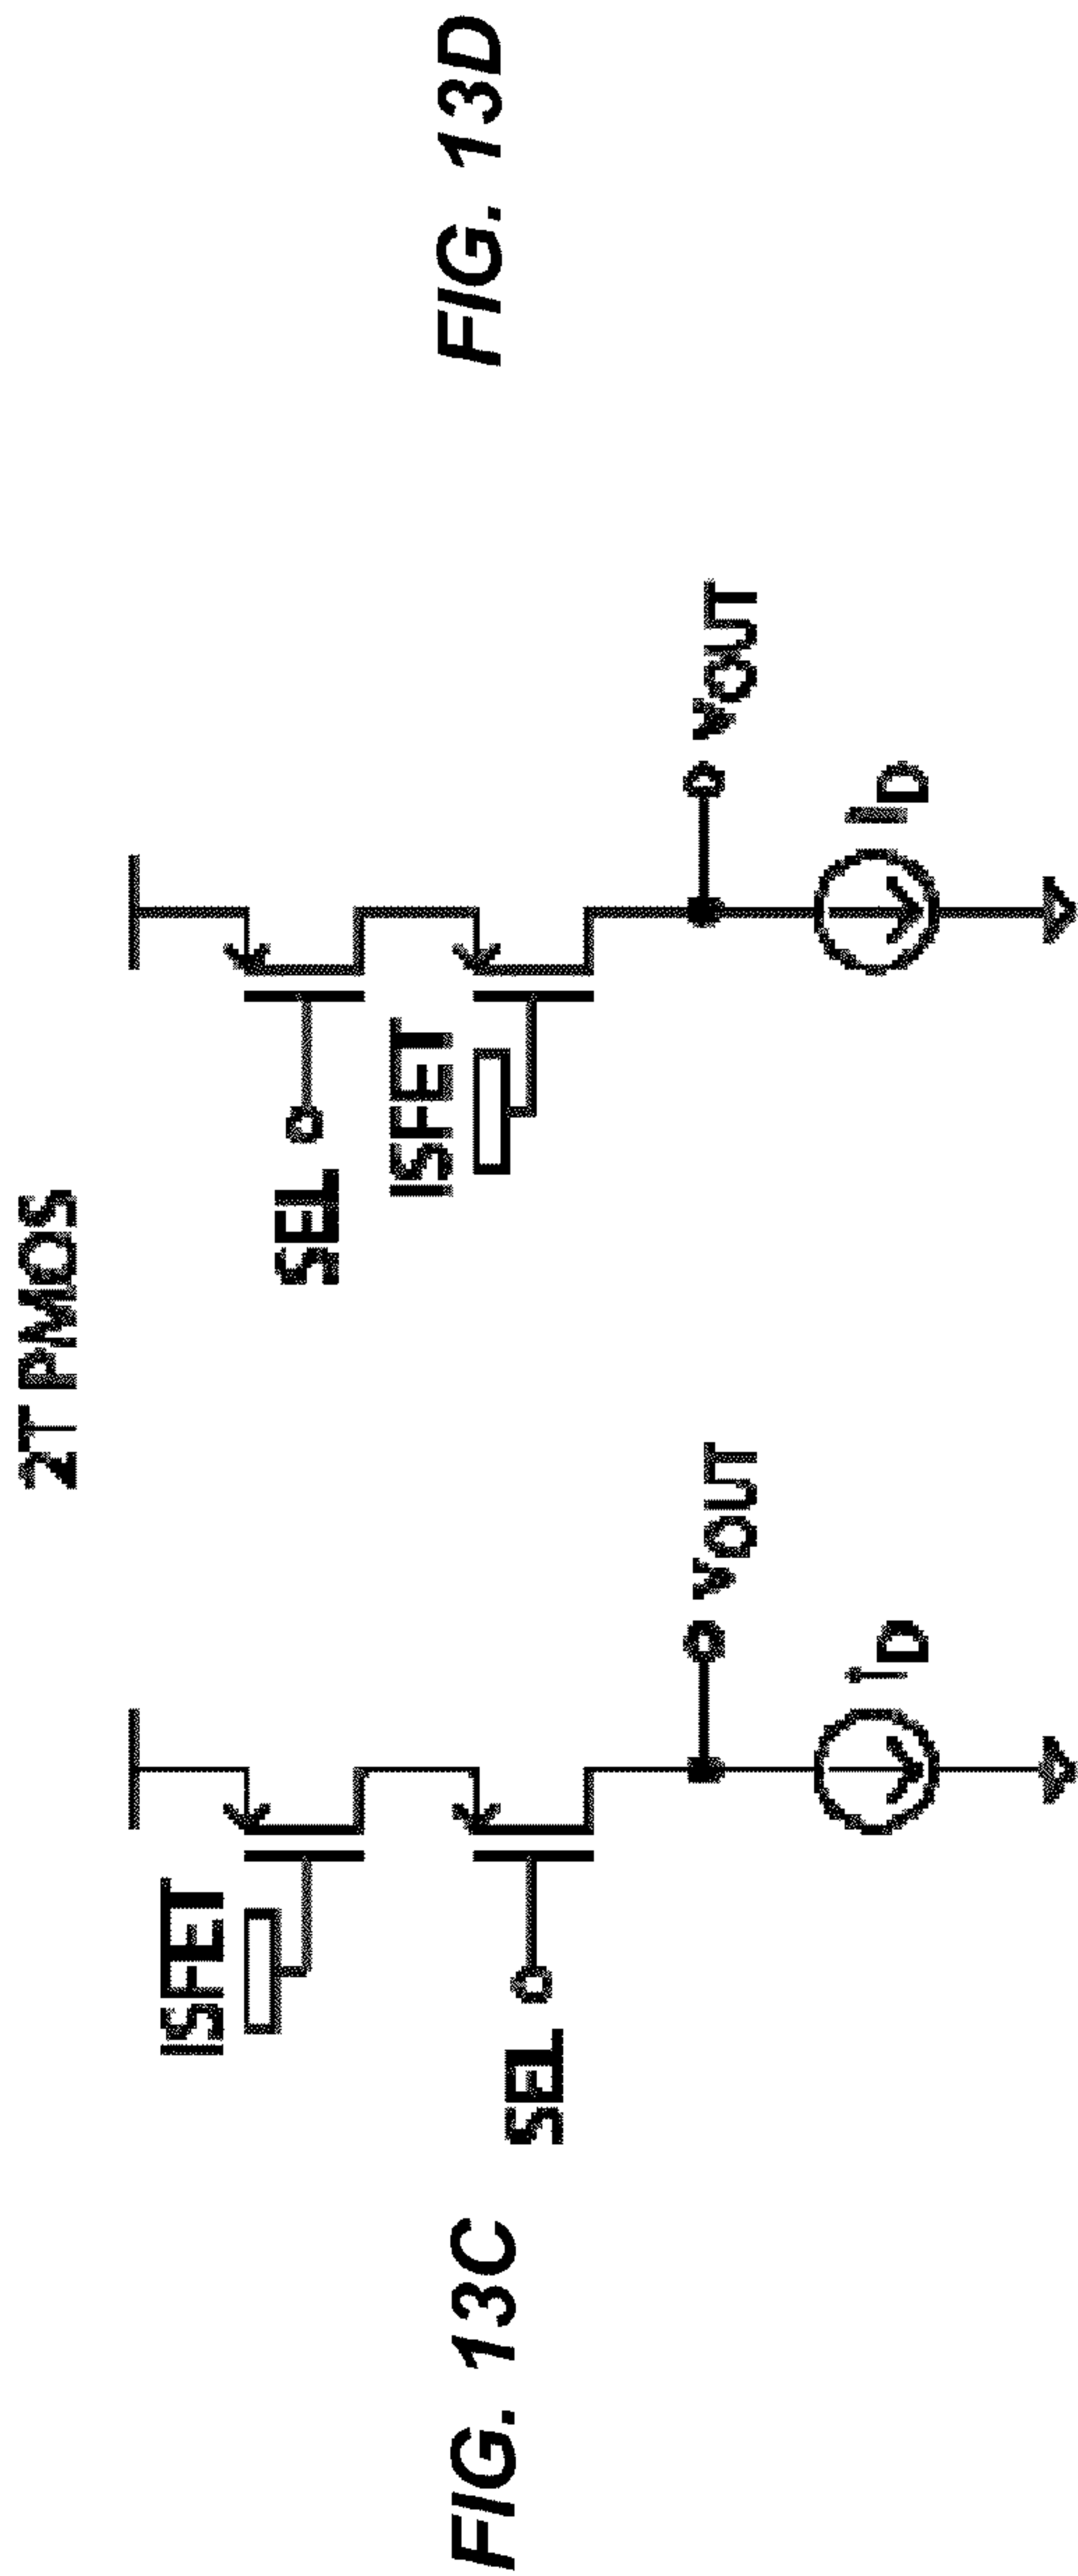 2T PMOS
FIG. 13C
ISFET
SEL
VOUT
ID
SEL
ISFET
VOUT
ID
FIG. 13D